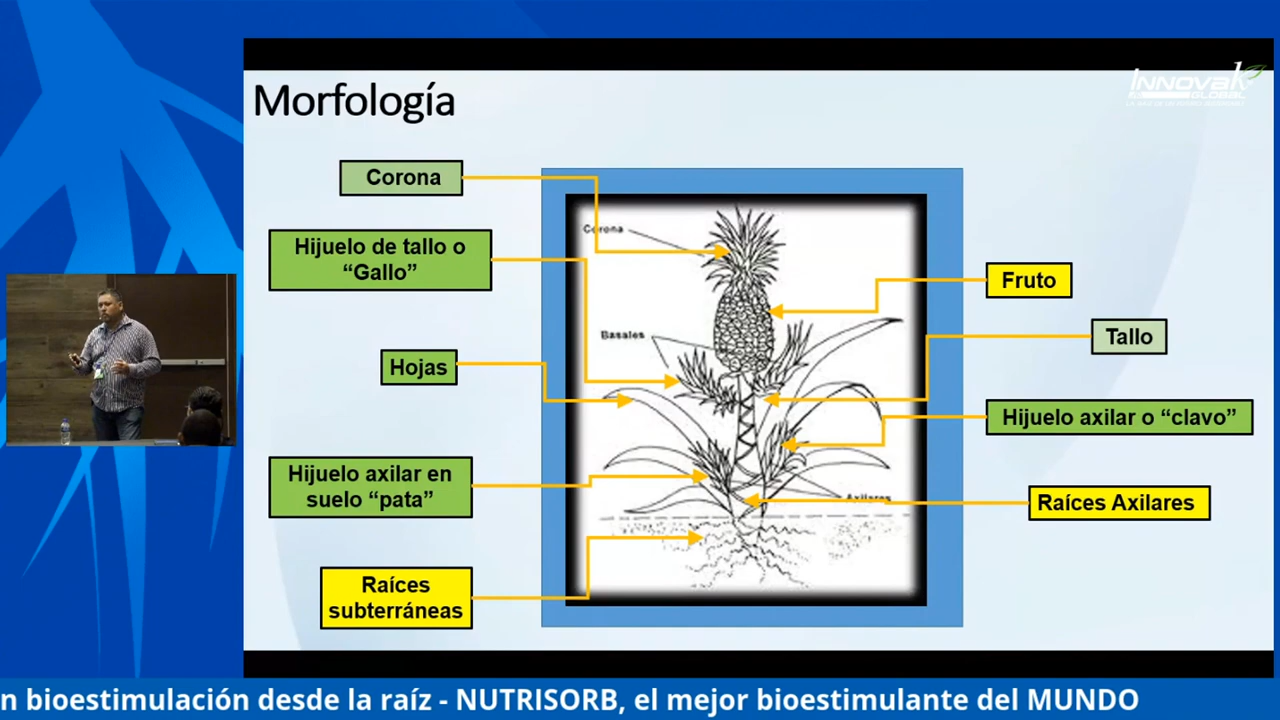 Morfología
INNOVAK
GLOBAL
Corona
Hijuelo de tallo o
“Gallo”
Hojas
Hijuelo axilar en
suelo “pata”
Raíces
subterráneas
Corona
Basales
Axilares
Fruto
Tallo
Hijuelo axilar o “clavo”
Raíces Axilares
n bioestimulación desde la raíz - NUTRISORB, el mejor bioestimulante del MUNDO